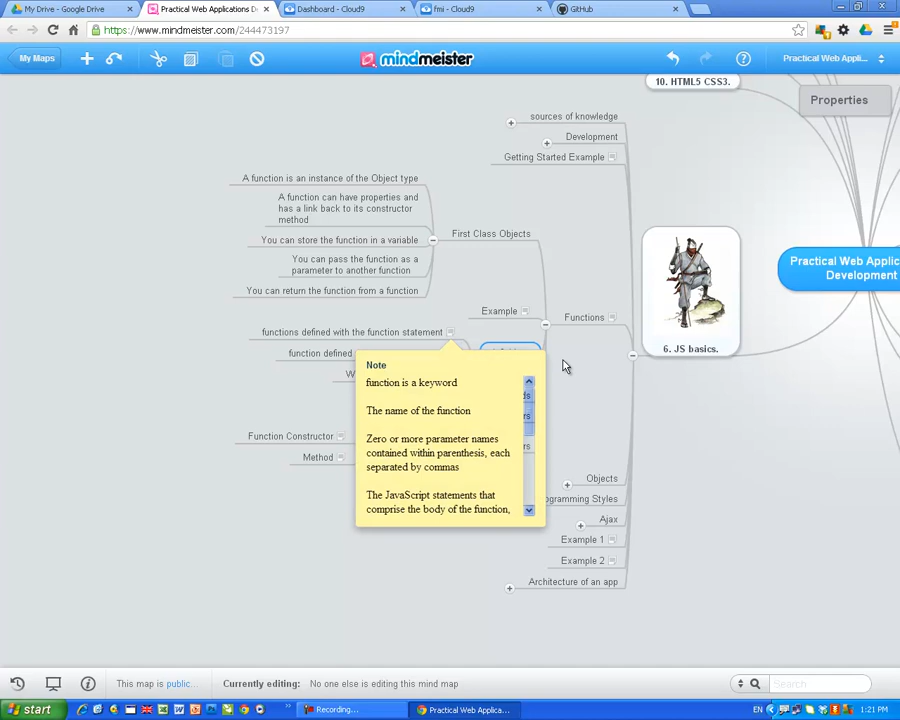 My Drive - Google Drive
Practical Web Applications D
Dashboard - Cloud9
fmi - Cloud9
GitHub
https://www.mindmeister.com/244473197
My Maps
mindmeister
Practical Web Appli...
10. HTML5 CSS3.
Properties
sources of knowledge
Development
Getting Started Example
A function is an instance of the Object type
A function can have properties and
has a link back to its constructor
method
You can store the function in a variable
You can pass the function as a
parameter to another function
You can return the function from a function
First Class Objects
Example
Functions
functions defined with the function statement
function defined
W
Function Constructor
Method
Note
function is a keyword
The name of the function
Zero or more parameter names
contained within parenthesis, each
separated by commas
The JavaScript statements that
comprise the body of the function,
ds
rs
rs
6. JS basics.
Practical Web Applic
Development
Objects
ogramming Styles
Ajax
Example 1
Example 2
Architecture of an app
This map is public...
Currently editing: No one else is editing this mind map
Search
start
Recording...
Practical Web Applica...
EN
1:21 PM